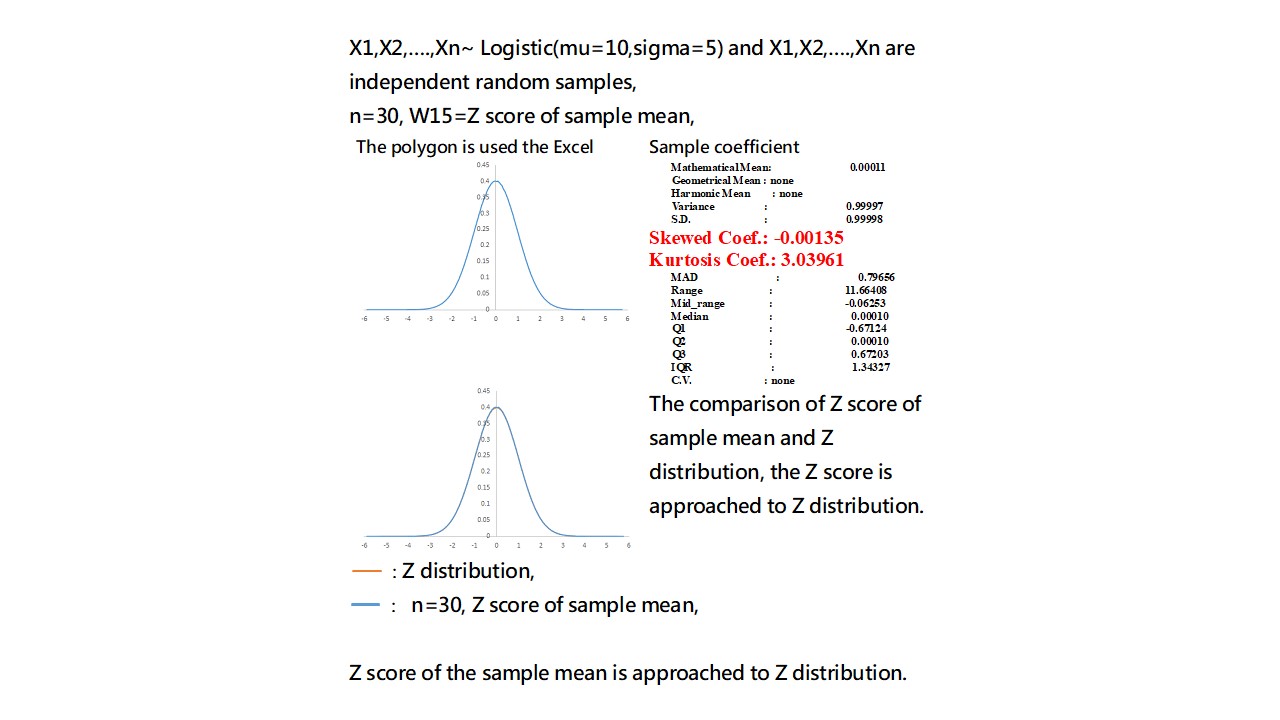 X1,X2,....,Xn~ Logistic(mu=10,sigma=5) and X1,X2,....,Xn are
independent random samples,
n=30, W15=Z score of sample mean,
The polygon is used the Excel
0.45
0.4
0.35
0.3
0.25
0.2
0.15
0.1
0.05
0
-6 -5 -4 -3 -2 -1 0 1 2 3 4 5 6
Sample coefficient
MathematicalMean: 0.00011
Geometrical Mean : none
Harmonic Mean : none
Variance : 0.99997
S.D. : 0.99998
Skewed Coef.: -0.00135
Kurtosis Coef.: 3.03961
MAD : 0.79656
Range : 11.66408
Mid_range : -0.06253
Median : 0.00010
Q1 : -0.67124
Q2 : 0.00010
Q3 : 0.67203
IQR : 1.34327
C.V. : none
0.45
0.4
0.35
0.3
0.25
0.2
0.15
0.1
0.05
0
-6 -5 -4 -3 -2 -1 0 1 2 3 4 5 6
The comparison of Z score of
sample mean and Z
distribution, the Z score is
approached to Z distribution.
: Z distribution,
: n=30, Z score of sample mean,
Z score of the sample mean is approached to Z distribution.